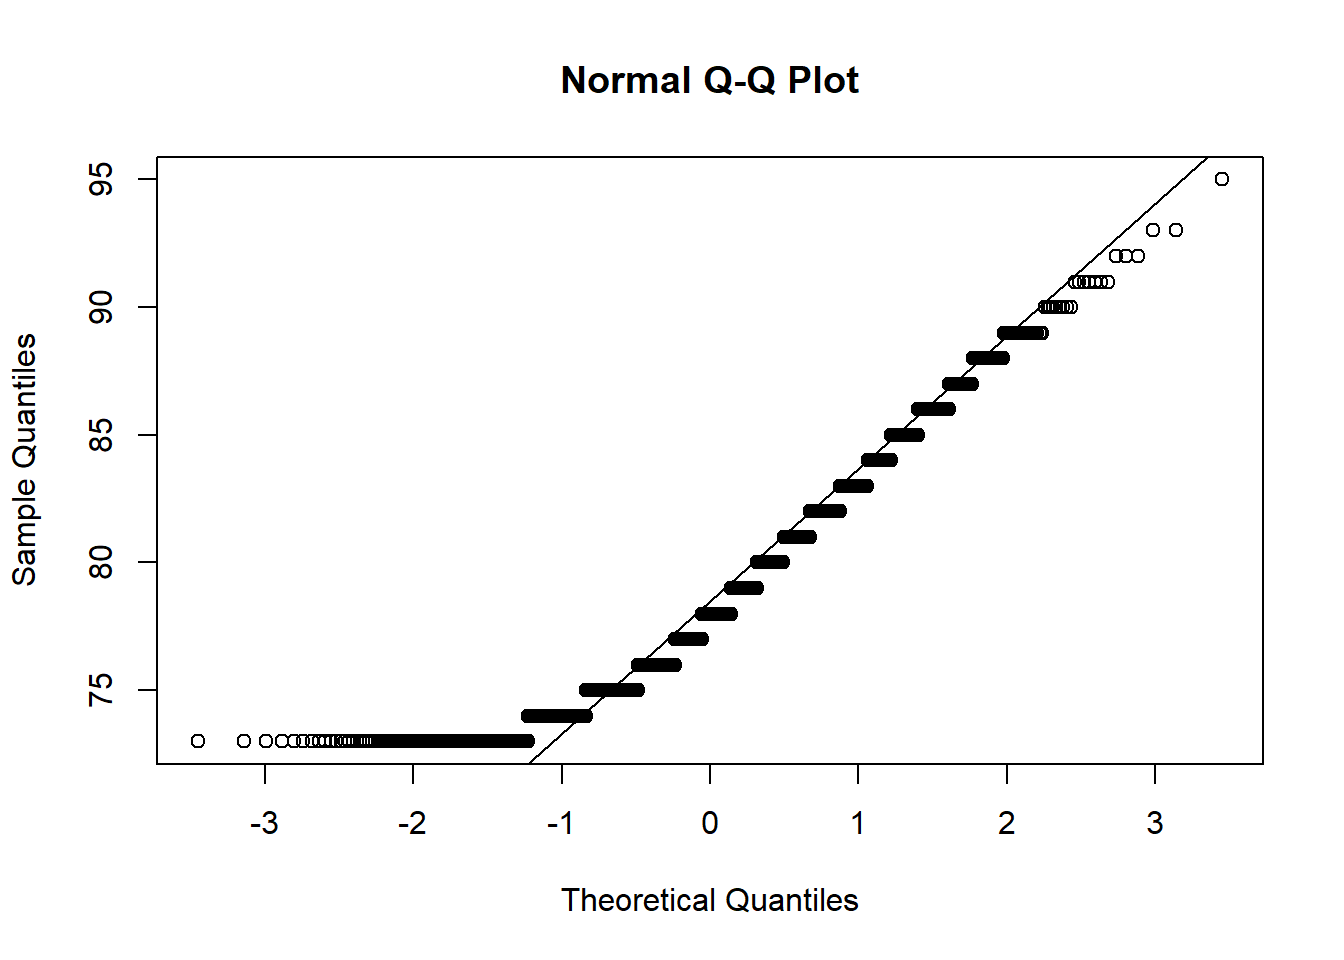 Normal Q-Q Plot
Sample Quantiles
95
90
85
80
75
-3 -2 -1 0 1 2 3
Theoretical Quantiles